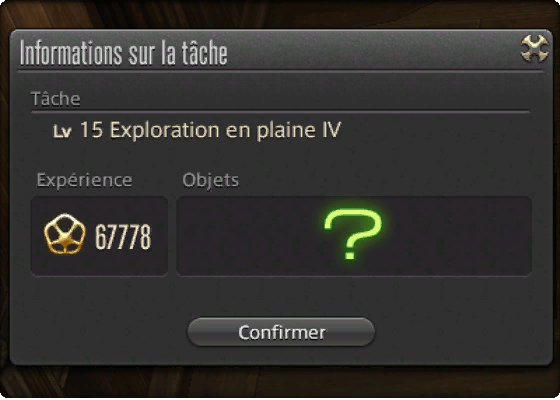 Informations sur la tâche
Tâche
Lv 15 Exploration en plaine IV
Expérience Objets
67778 ?
Confirmer